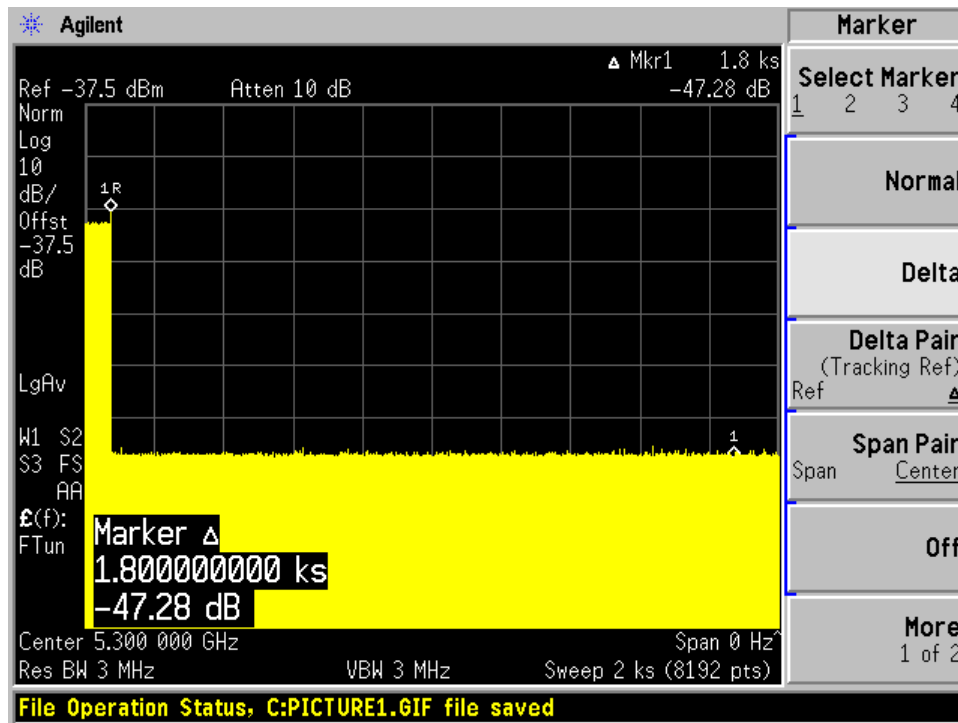 Agilent
Marker
Δ Mkr1 1.8 ks
Ref -37.5 dBm Atten 10 dB -47.28 dB
Norm
Log
10
dB/
Offst
-37.5
dB
1R
LgAv
W1 S2
S3 FS
AA
£(f):
FTun
1
Marker Δ
1.800000000 ks
-47.28 dB
Center 5.300 000 GHz Span 0 Hz^
Res BW 3 MHz VBW 3 MHz Sweep 2 ks (8192 pts)
Select Marker
1 2 3 4
Normal
Delta
Delta Pair
(Tracking Ref)
Ref Δ
Span Pair
Span Center
Off
More
1 of 2
File Operation Status, C:PICTURE1.GIF file saved